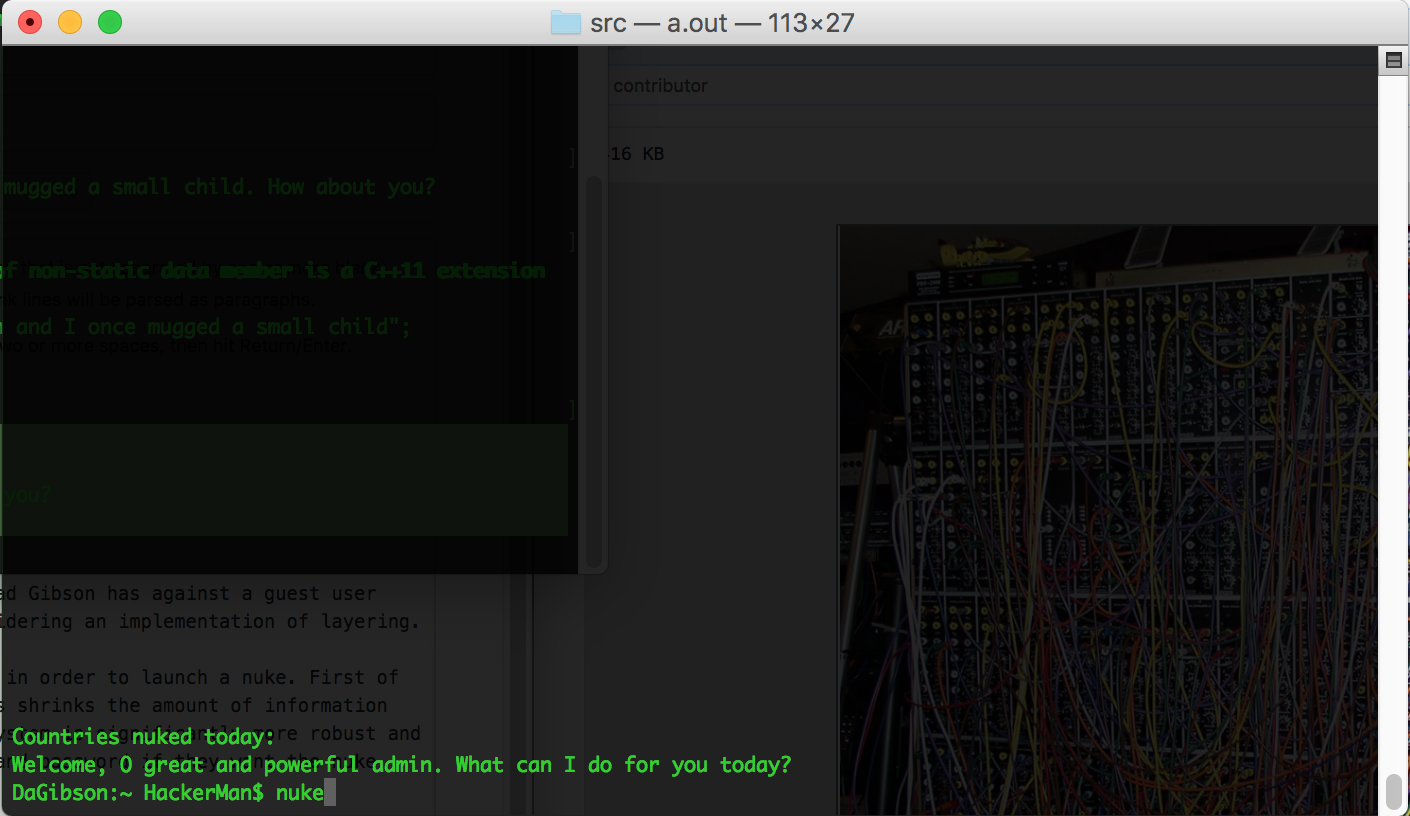 src — a.out — 113×27
contributor
16 KB
mugged a small child. How about you?
non-static data member is a C++11 extension
k lines will be parsed as paragraphs.
and I once mugged a small child";
two or more spaces, then hit Return/Enter.
you?
Gibson has against a guest user
an implementation of layering.
in order to launch a nuke. First of
shrinks the amount of information
more robust and
Countries nuked today:
Welcome, O great and powerful admin. What can I do for you today?
DaGibson:~ HackerMan$ nuke